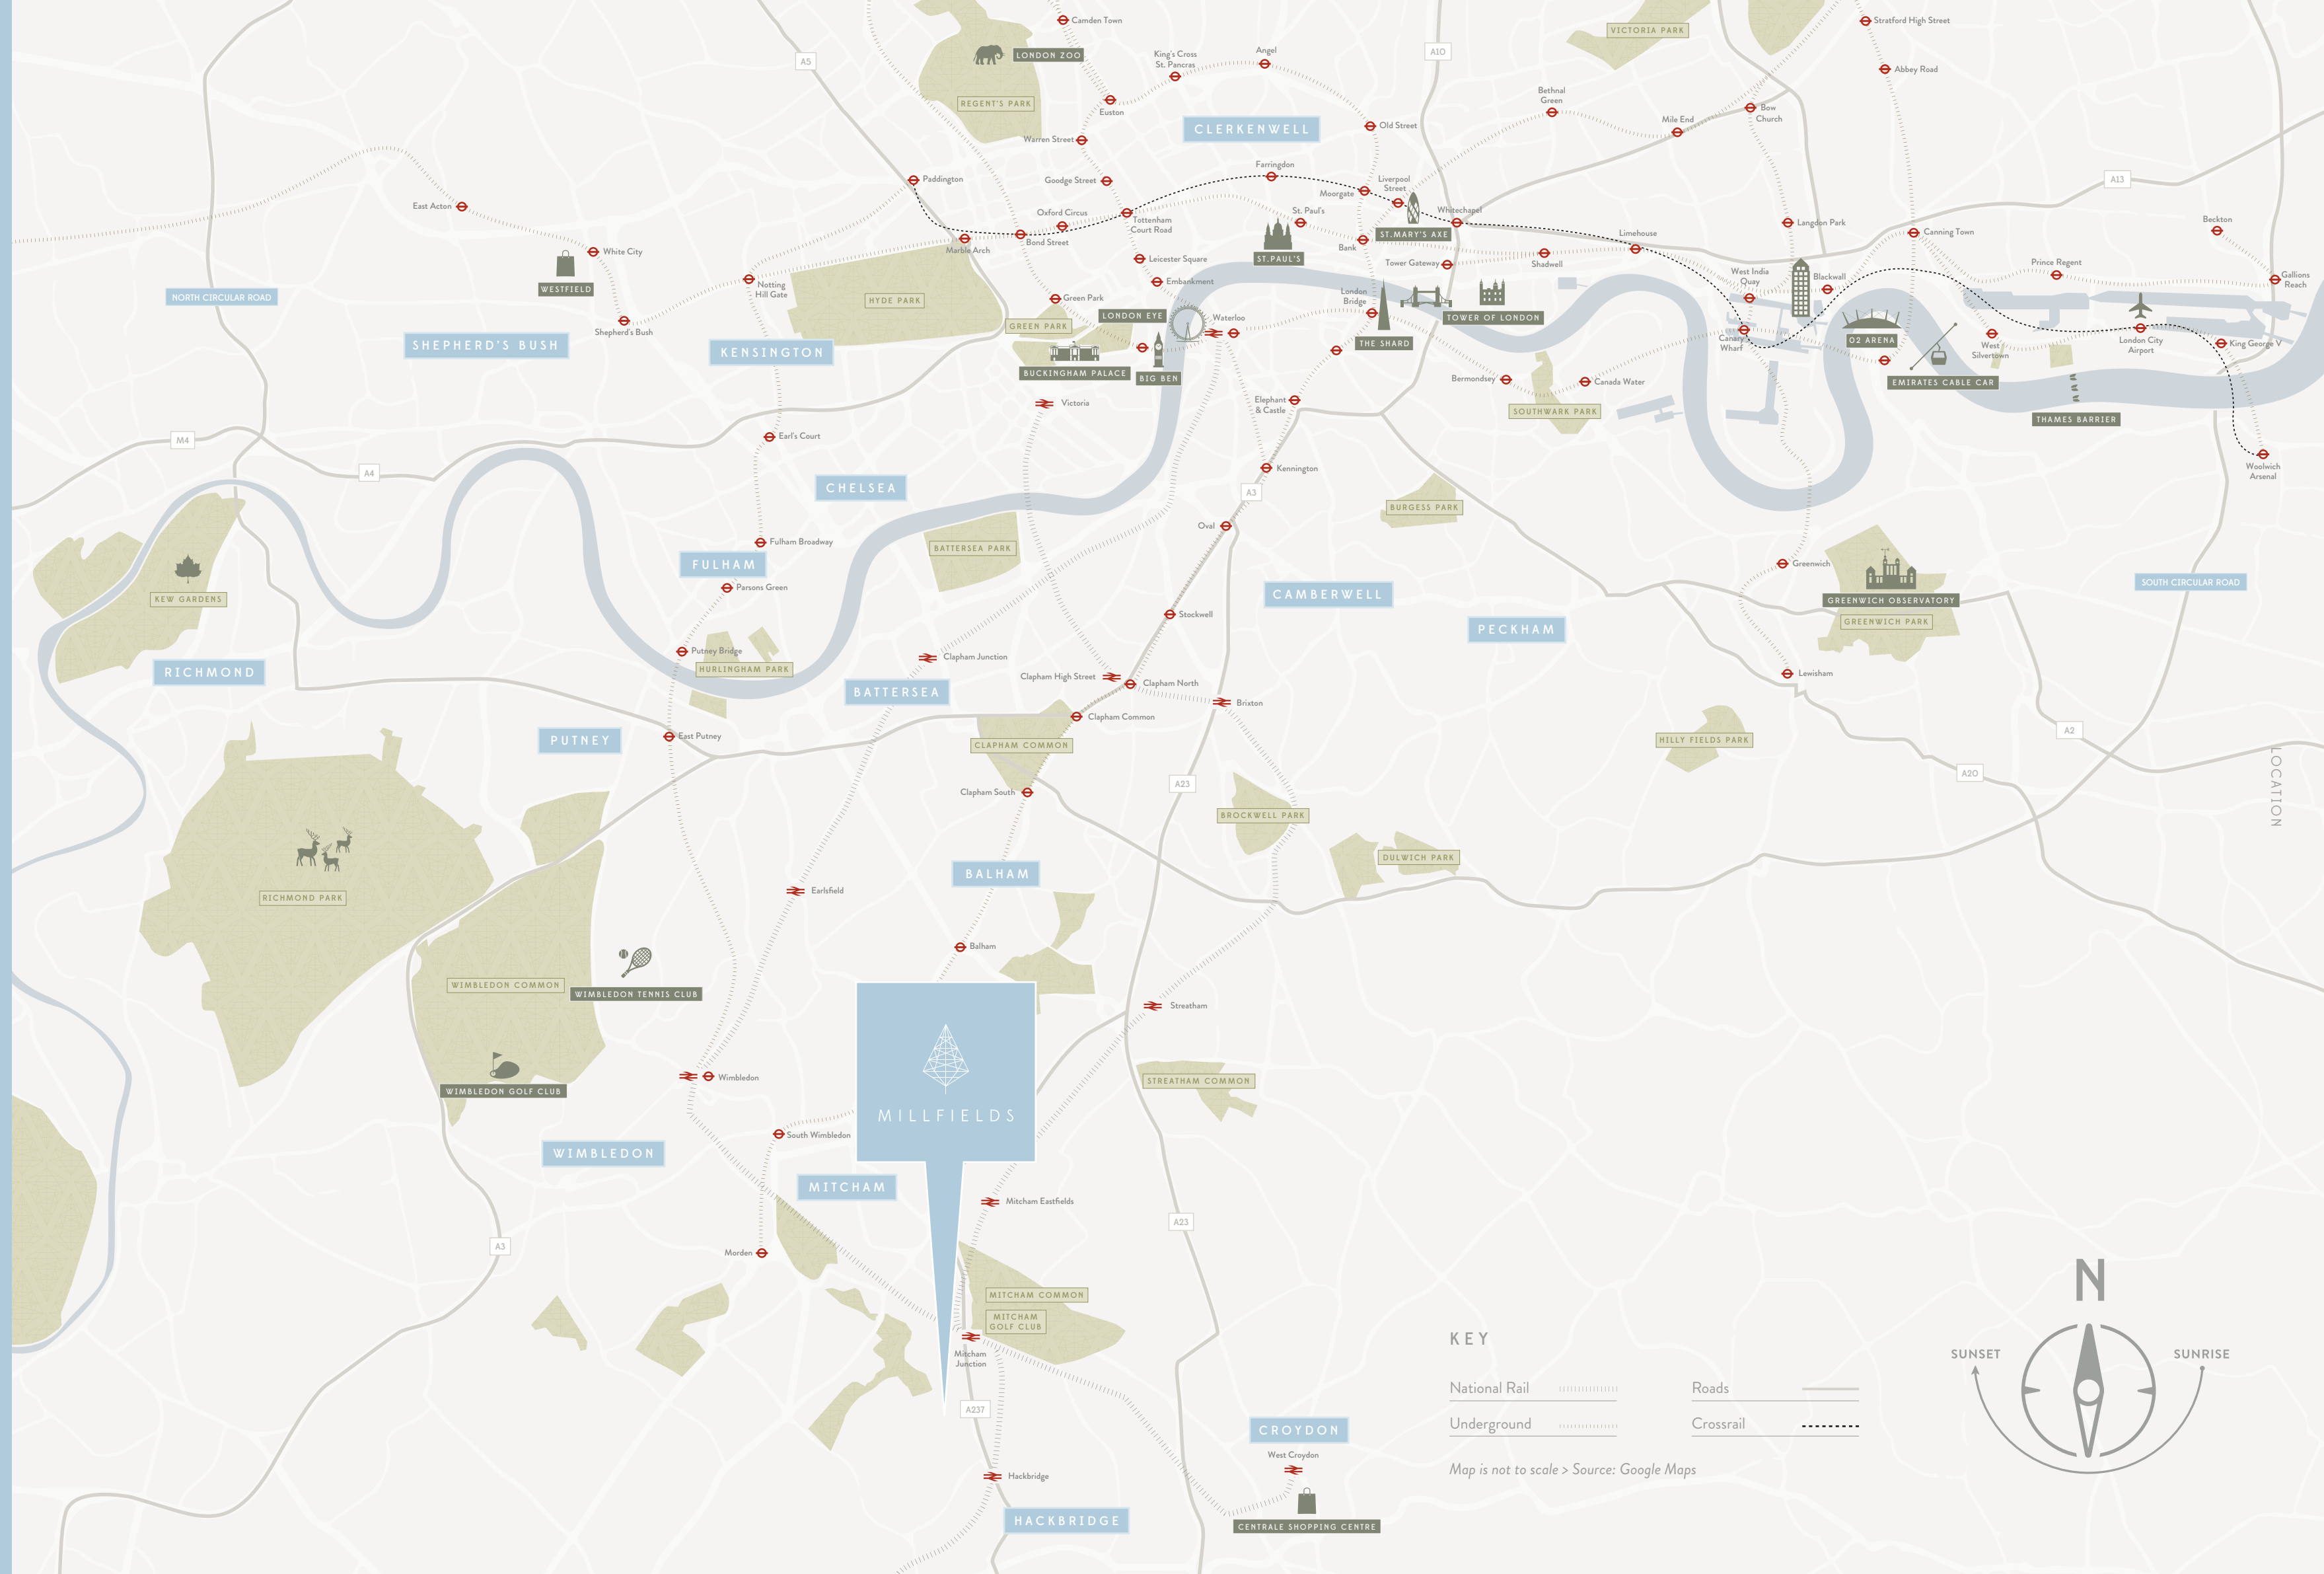 Camden Town
Stratford High Street
VICTORIA PARK
A5
A10
LONDON ZOO
King's Cross
St. Pancras
Angel
Abbey Road
REGENT'S PARK
Euston
Bethnal
Green
Bow
Church
Mile End
CLERKENWELL
Old Street
Warren Street
Farringdon
Paddington
Goodge Street
Liverpool
Street
Moorgate
A13
East Acton
Oxford Circus
Tottenham
Court Road
St. Paul's
Whitechapel
Langdon Park
Beckton
White City
Marble Arch
Bond Street
Bank
ST.MARY'S AXE
Limehouse
Canning Town
WESTFIELD
Leicester Square
ST.PAUL'S
Tower Gateway
Shadwell
Prince Regent
NORTH CIRCULAR ROAD
Notting
Hill Gate
Embankment
West India
Quay
Blackwall
Gallions
Reach
HYDE PARK
Green Park
London
Bridge
Shepherd's Bush
GREEN PARK
LONDON EYE
Waterloo
TOWER OF LONDON
SHEPHERD'S BUSH
KENSINGTON
THE SHARD
Canary
Wharf
O2 ARENA
West
Silvertown
London City
Airport
King George V
BUCKINGHAM PALACE
BIG BEN
Bermondsey
Canada Water
EMIRATES CABLE CAR
Victoria
Elephant
& Castle
SOUTHWARK PARK
THAMES BARRIER
M4
Earl's Court
A4
Kennington
Woolwich
Arsenal
CHELSEA
A3
BURGESS PARK
Oval
Fulham Broadway
BATTERSEA PARK
FULHAM
Greenwich
SOUTH CIRCULAR ROAD
KEW GARDENS
Parsons Green
CAMBERWELL
GREENWICH OBSERVATORY
Stockwell
GREENWICH PARK
PECKHAM
Putney Bridge
Clapham Junction
RICHMOND
HURLINGHAM PARK
Clapham High Street
Clapham North
Lewisham
BATTERSEA
Brixton
Clapham Common
PUTNEY
East Putney
CLAPHAM COMMON
HILLY FIELDS PARK
A2
A20
LOCATION
A23
Clapham South
BROCKWELL PARK
DULWICH PARK
BALHAM
RICHMOND PARK
Earlsfield
Balham
WIMBLEDON COMMON
WIMBLEDON TENNIS CLUB
Streatham
WIMBLEDON GOLF CLUB
Wimbledon
STREATHAM COMMON
MILLFIELDS
South Wimbledon
WIMBLEDON
MITCHAM
Mitcham Eastfields
A3
Morden
A23
MITCHAM COMMON
MITCHAM
GOLF CLUB
Mitcham
Junction
A237
CROYDON
West Croydon
Hackbridge
HACKBRIDGE
CENTRALE SHOPPING CENTRE
KEY
National Rail
Roads
Underground
Crossrail
Map is not to scale > Source: Google Maps
N
SUNSET
SUNRISE